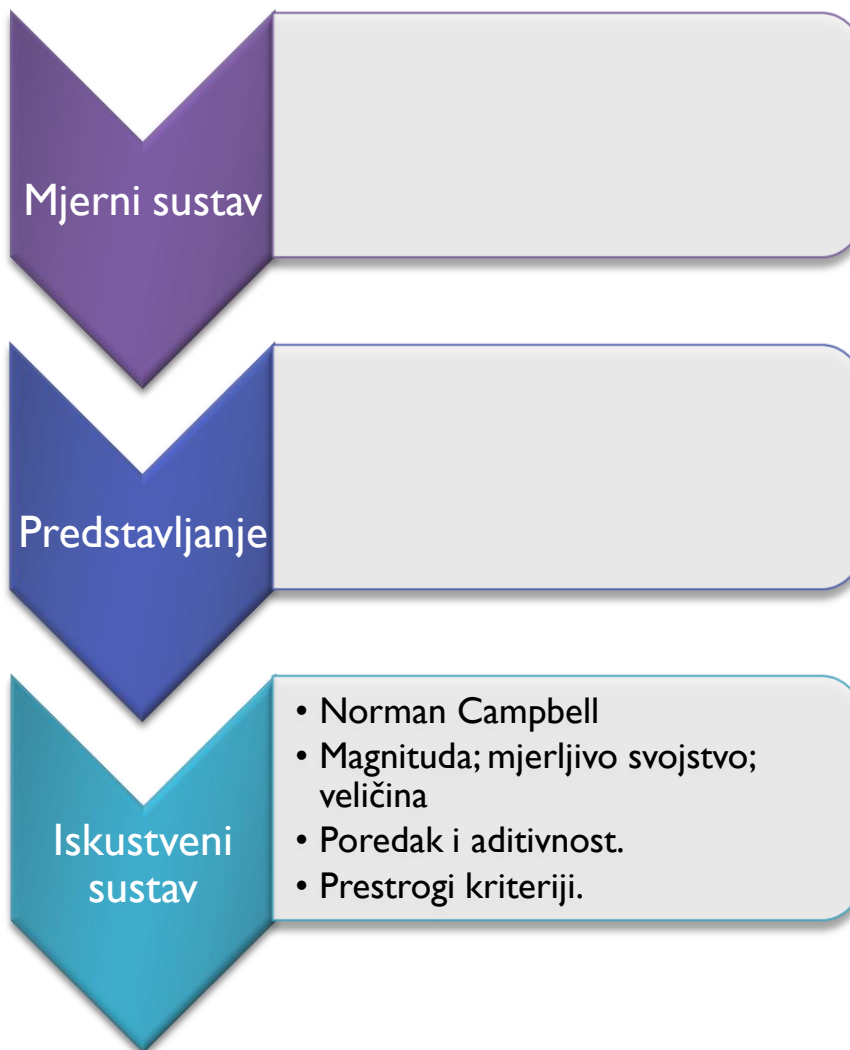 Mjerni sustav
Predstavljanje
Iskustveni
sustav
• Norman Campbell
• Magnituda; mjerljivo svojstvo;
veličina
• Poredak i aditivnost.
• Prestrogi kriteriji.